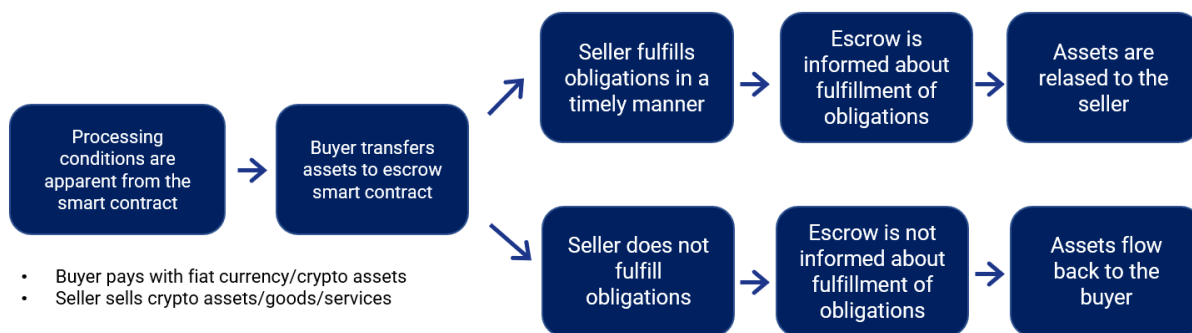 Processing
conditions are
apparent from the
smart contract
Buyer transfers
assets to escrow
smart contract
Seller fulfills
obligations in a
timely manner
Escrow is
informed about
fulfillment of
obligations
Assets are
relased to the
seller
Seller does not
fulfill
obligations
Escrow is not
informed about
fulfillment of
obligations
Assets flow
back to the
buyer
• Buyer pays with fiat currency/crypto assets
• Seller sells crypto assets/goods/services